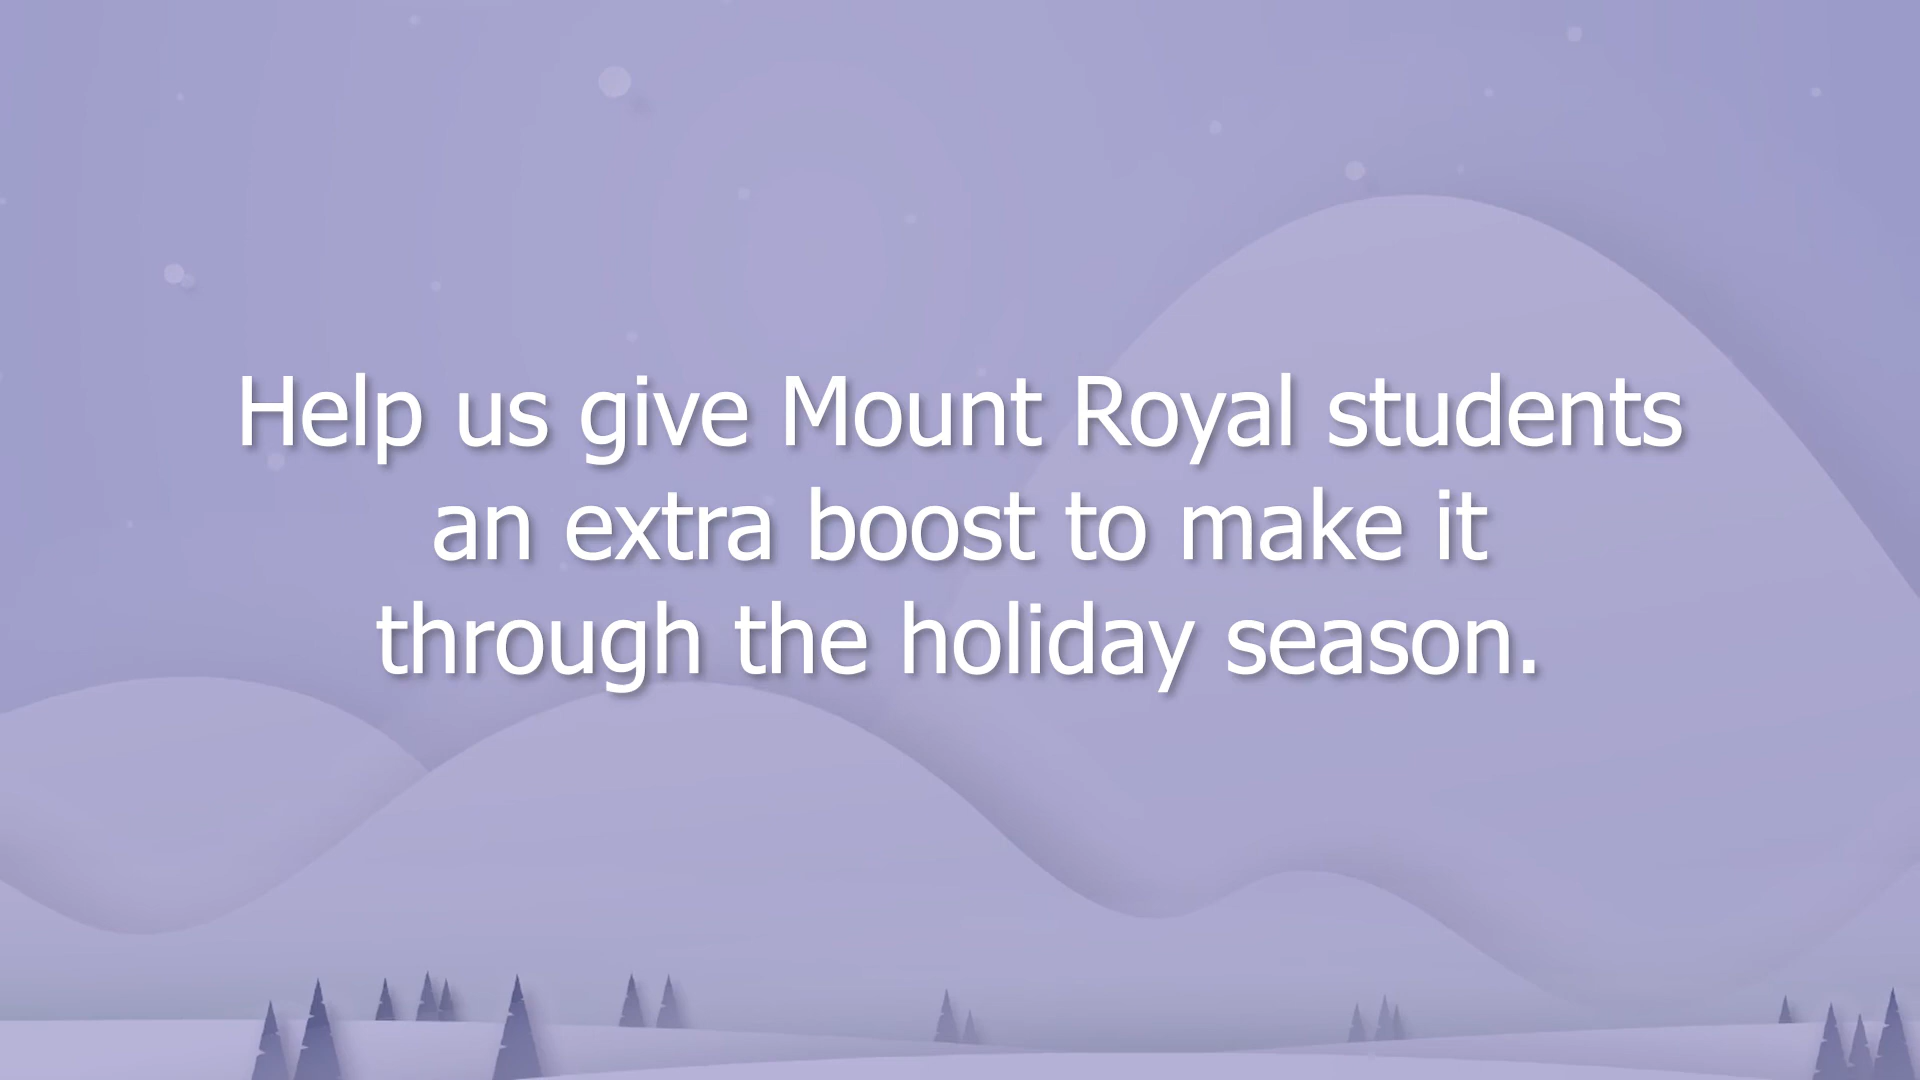 Help us give Mount Royal students
an extra boost to make it
through the holiday season.